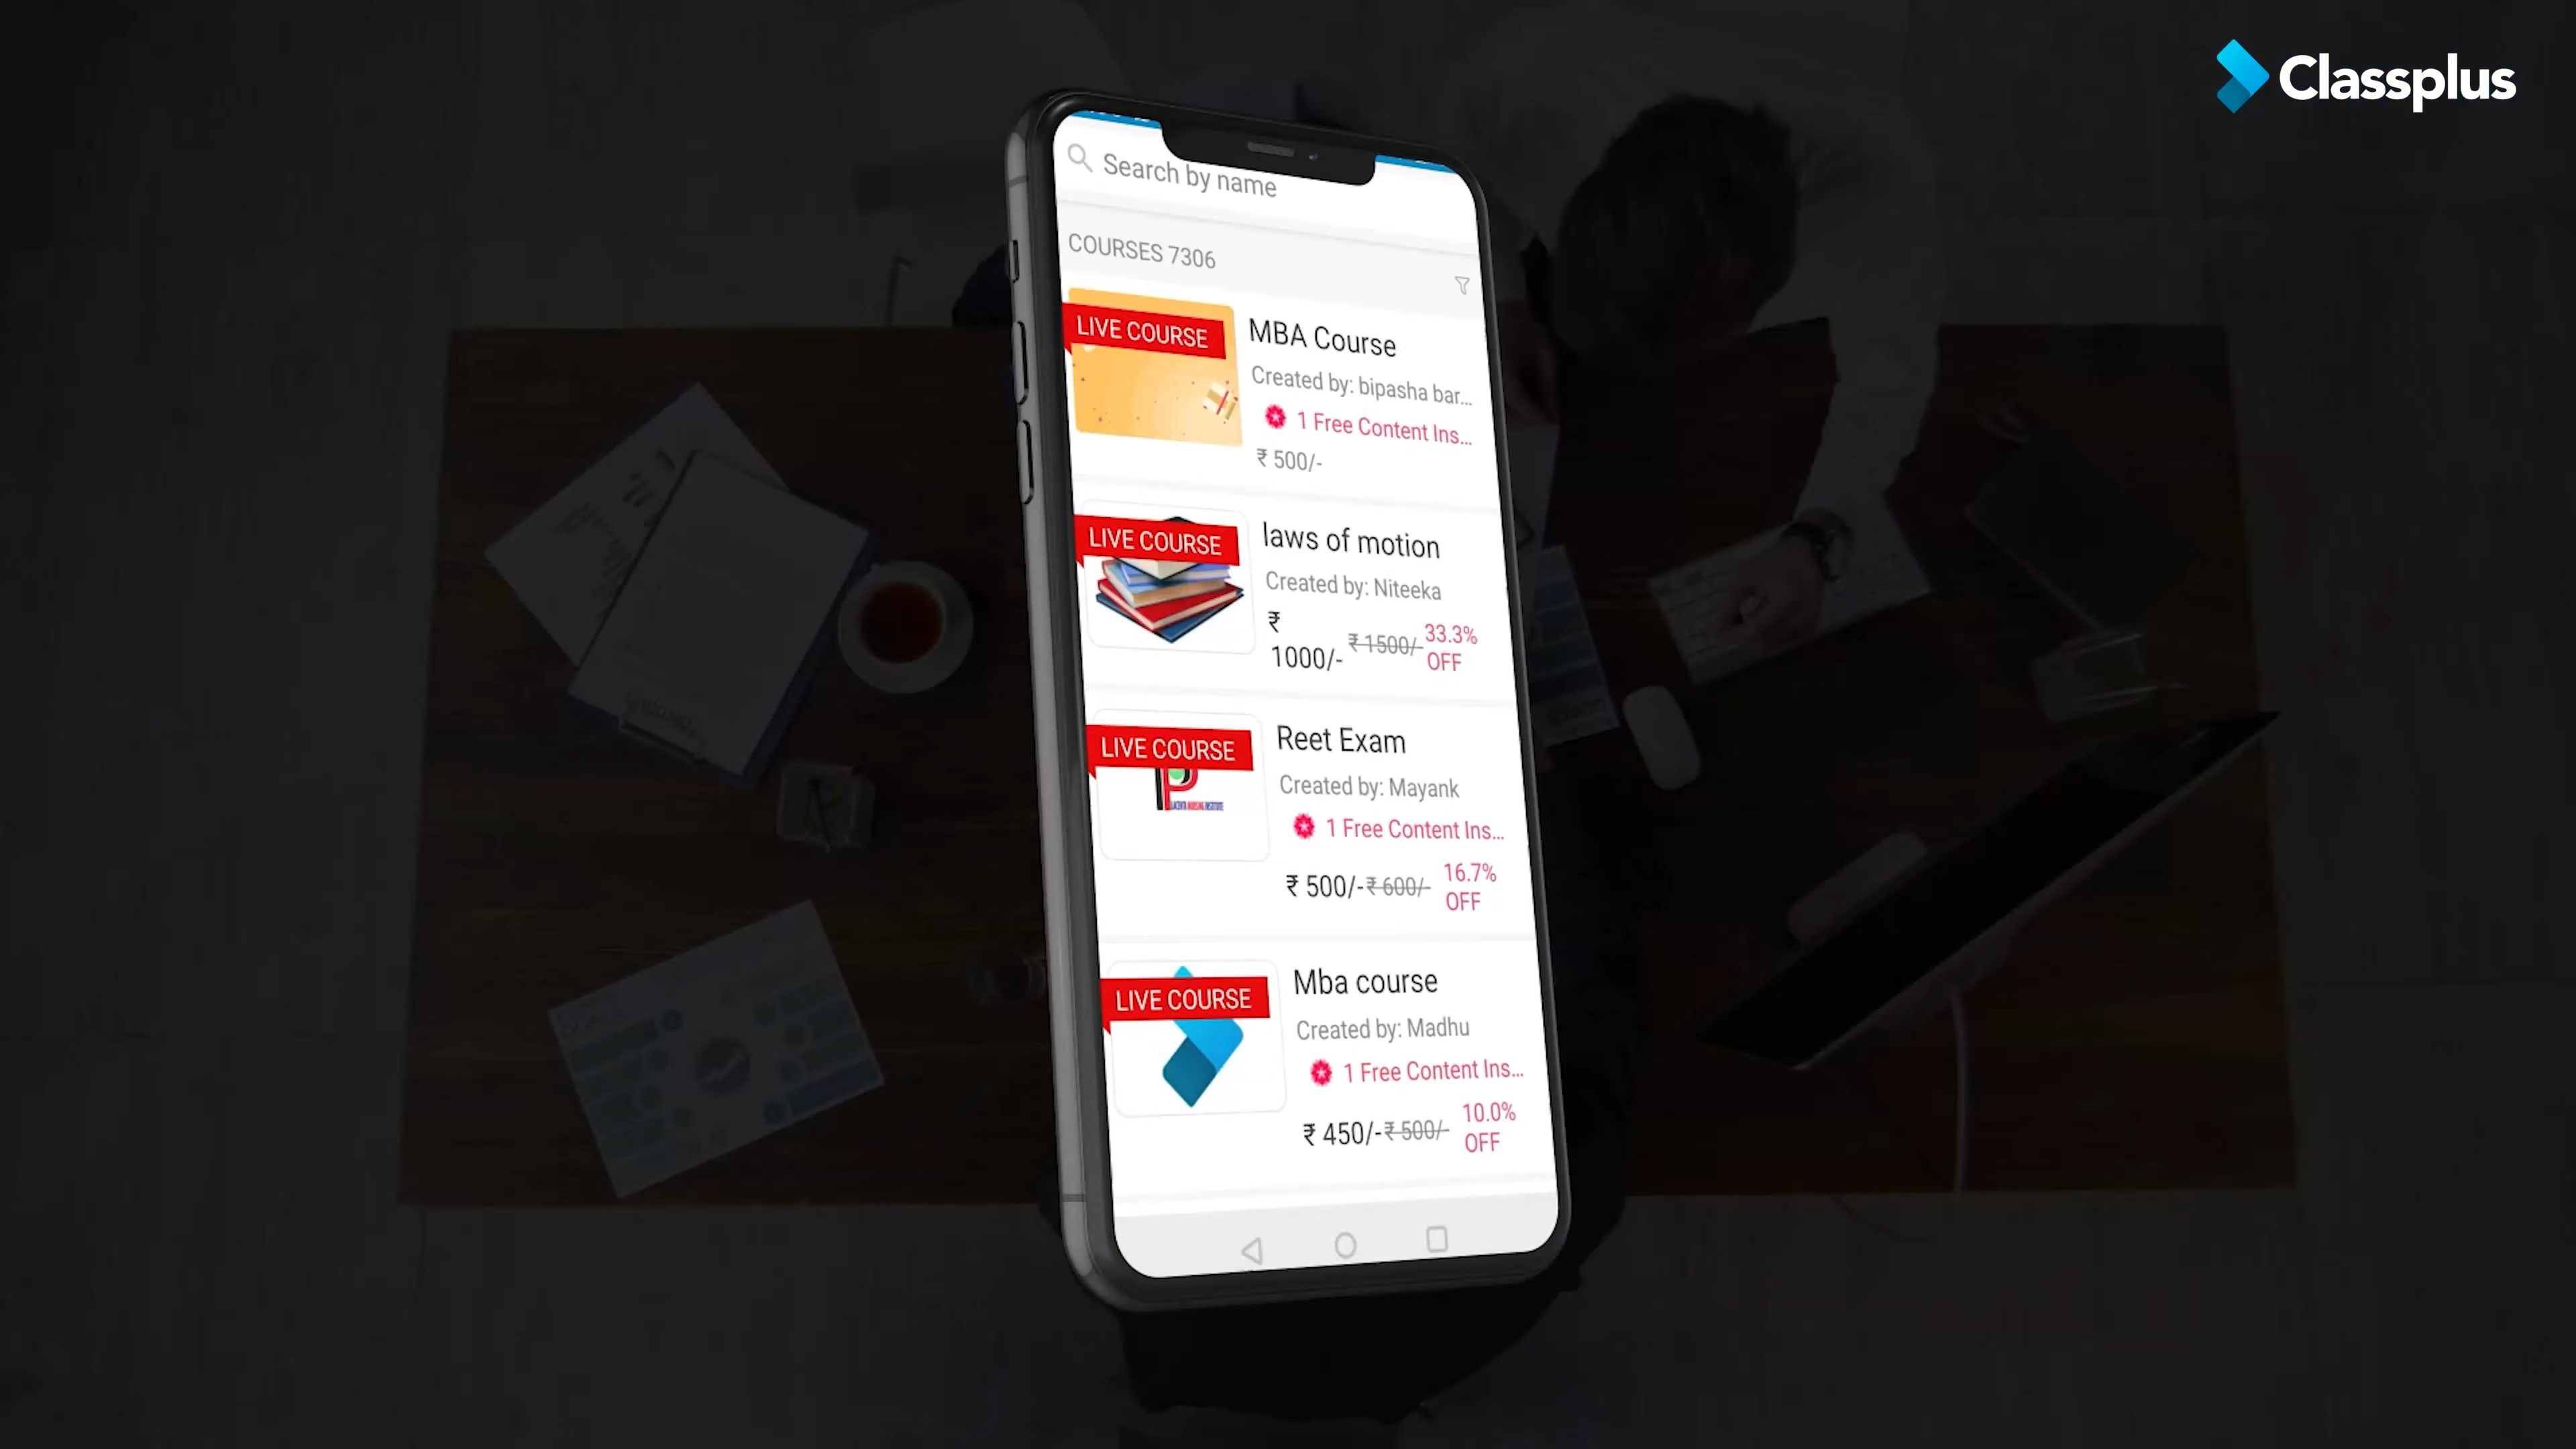 Classplus
Search by name
COURSES 7306
LIVE COURSE
MBA Course
Created by: bipasha bar...
1 Free Content Ins...
₹ 500/-
LIVE COURSE
laws of motion
Created by: Niteeka
₹ 1000/- ₹ 1500/- 33.3% OFF
LIVE COURSE
Reet Exam
Created by: Mayank
1 Free Content Ins...
₹ 500/- ₹ 600/- 16.7% OFF
LIVE COURSE
Mba course
Created by: Madhu
1 Free Content Ins...
₹ 450/- ₹ 500/- 10.0% OFF